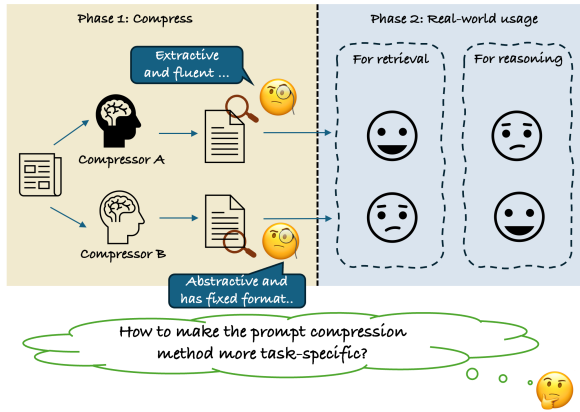 Phase 1: Compress
Phase 2: Real-world usage
Extractive
and fluent ...
For retrieval
For reasoning
Compressor A
Compressor B
Abstractive and
has fixed format..
How to make the prompt compression
method more task-specific?